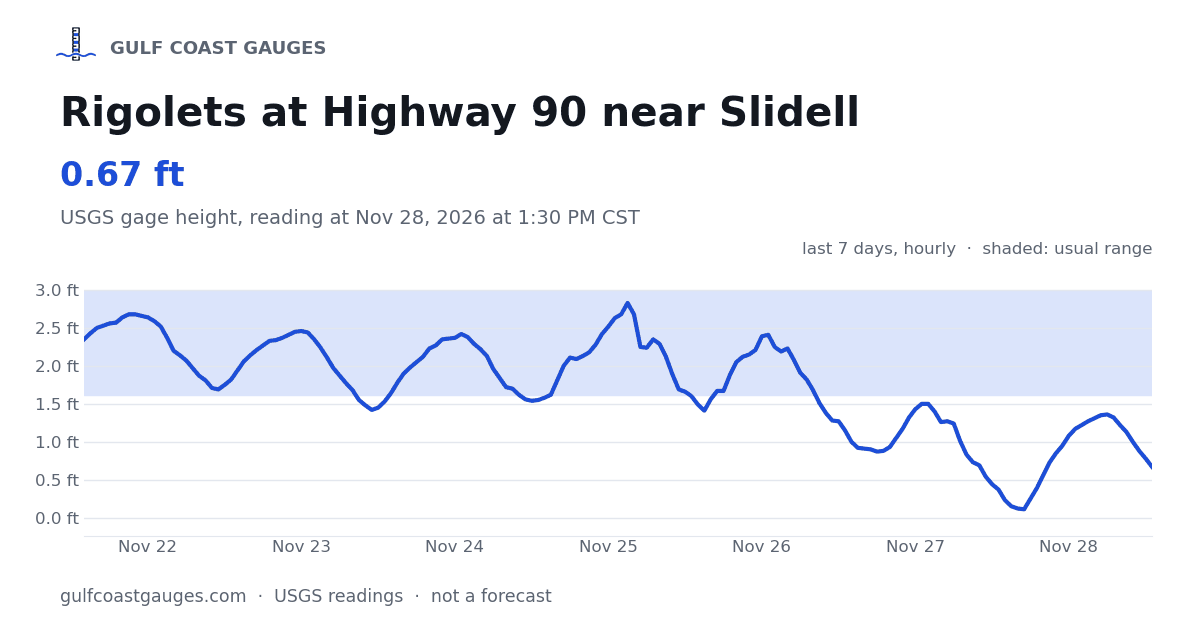 GULF COAST GAUGES
Rigolets at Highway 90 near Slidell
0.67 ft
USGS gage height, reading at Nov 28, 2026 at 1:30 PM CST
last 7 days, hourly · shaded: usual range
3.0 ft
2.5 ft
2.0 ft
1.5 ft
1.0 ft
0.5 ft
0.0 ft
Nov 22 Nov 23 Nov 24 Nov 25 Nov 26 Nov 27 Nov 28
gulfcoastgauges.com · USGS readings · not a forecast